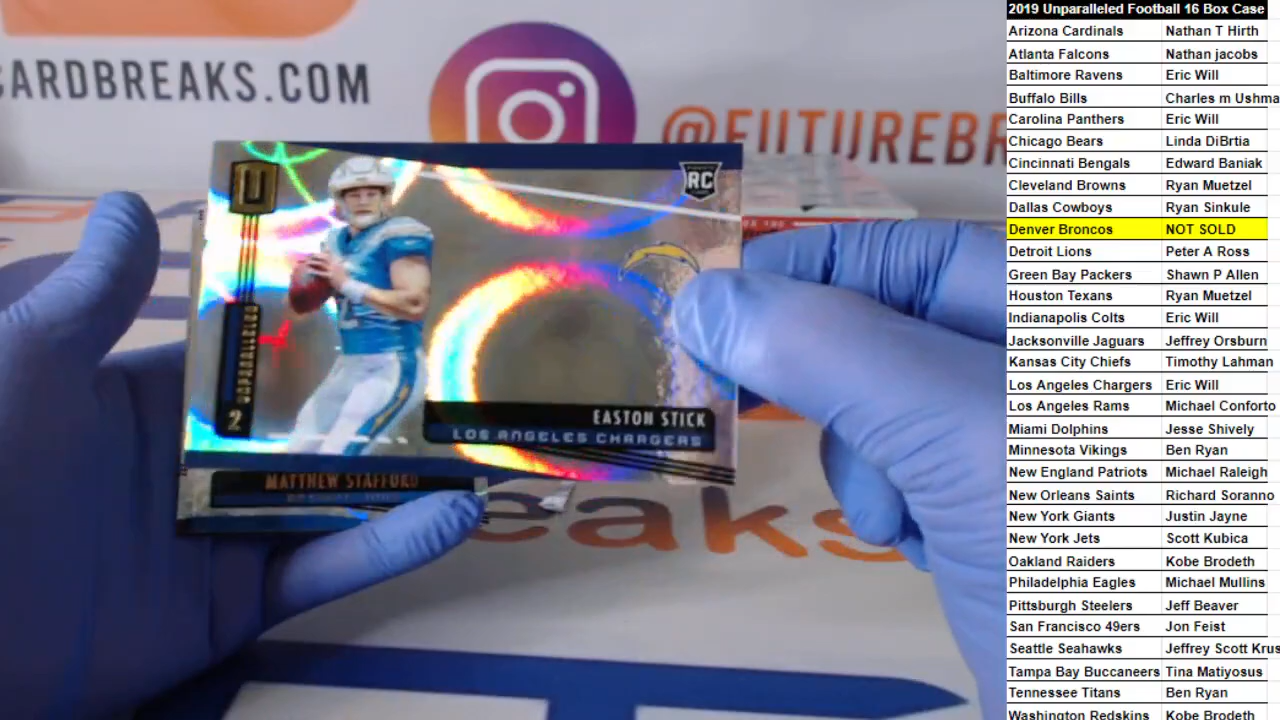 CARDBREAKS.COM
@FUTUREBR
RC
U
UNPARALLELED
2
EASTON STICK
LOS ANGELES CHARGERS
MATTHEW STAFFORD
eaks
2019 Unparalleled Football 16 Box Case
Arizona Cardinals Nathan T Hirth
Atlanta Falcons Nathan jacobs
Baltimore Ravens Eric Will
Buffalo Bills Charles m Ushma
Carolina Panthers Eric Will
Chicago Bears Linda DiBrtia
Cincinnati Bengals Edward Baniak
Cleveland Browns Ryan Muetzel
Dallas Cowboys Ryan Sinkule
Denver Broncos NOT SOLD
Detroit Lions Peter A Ross
Green Bay Packers Shawn P Allen
Houston Texans Ryan Muetzel
Indianapolis Colts Eric Will
Jacksonville Jaguars Jeffrey Orsburn
Kansas City Chiefs Timothy Lahman
Los Angeles Chargers Eric Will
Los Angeles Rams Michael Conforto
Miami Dolphins Jesse Shively
Minnesota Vikings Ben Ryan
New England Patriots Michael Raleigh
New Orleans Saints Richard Soranno
New York Giants Justin Jayne
New York Jets Scott Kubica
Oakland Raiders Kobe Brodeth
Philadelphia Eagles Michael Mullins
Pittsburgh Steelers Jeff Beaver
San Francisco 49ers Jon Feist
Seattle Seahawks Jeffrey Scott Krus
Tampa Bay Buccaneers Tina Matiyosus
Tennessee Titans Ben Ryan
Washington Redskins Kobe Brodeth